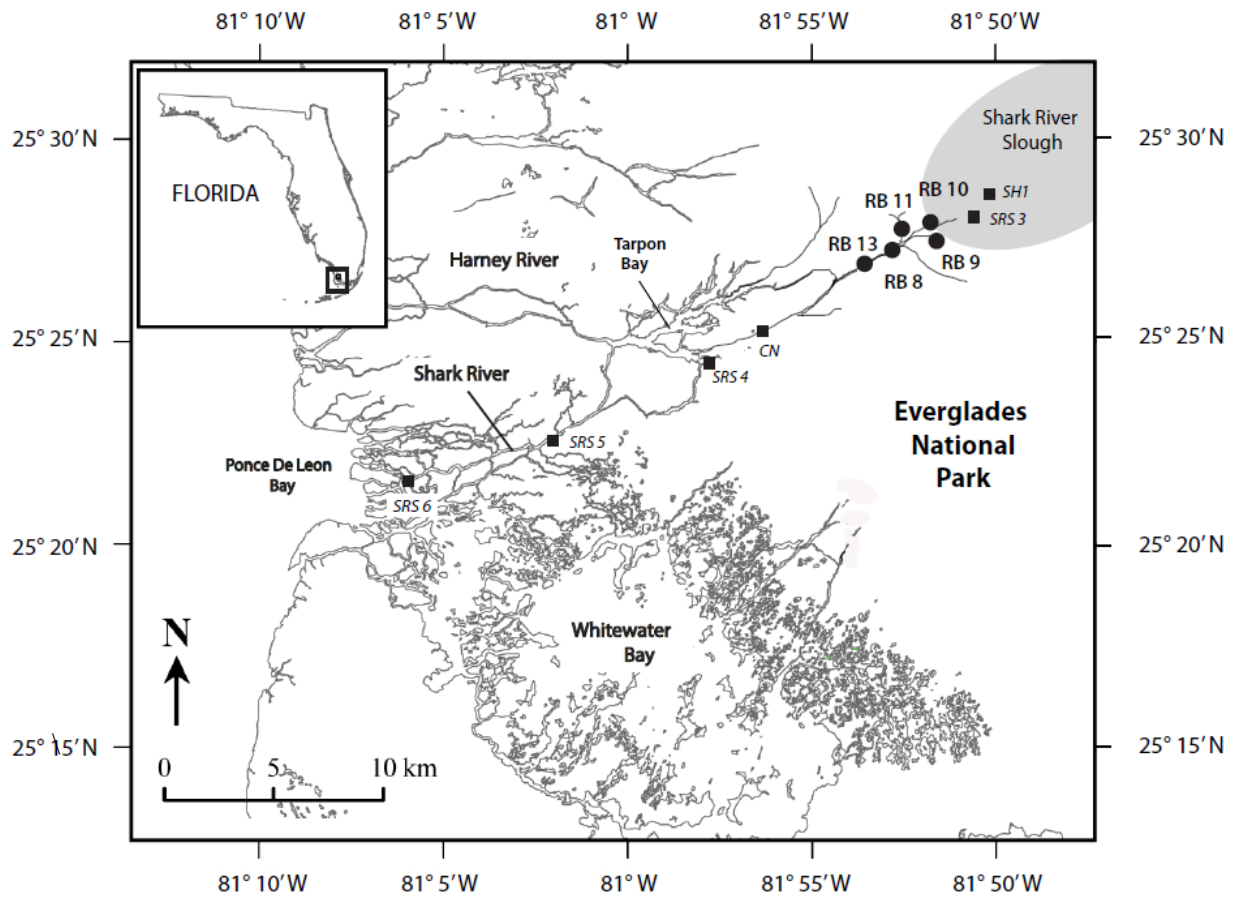 81° 10′W 81° 5′W 81° W 81° 55′W 81° 50′W
FLORIDA
Shark River
Slough
25° 30′ N 25° 30′ N
SH1
RB 10
RB 11
SRS 3
RB 13
RB 9
RB 8
Tarpon
Bay
Harney River
25° 25′ N 25° 25′ N
CN
SRS 4
Shark River
Everglades
National
Park
SRS 5
Ponce De Leon
Bay
SRS 6
25° 20′ N 25° 20′ N
Whitewater
Bay
N
25° 15′ N 25° 15′ N
0 5 10 km
81° 10′W 81° 5′W 81° W 81° 55′W 81° 50′W